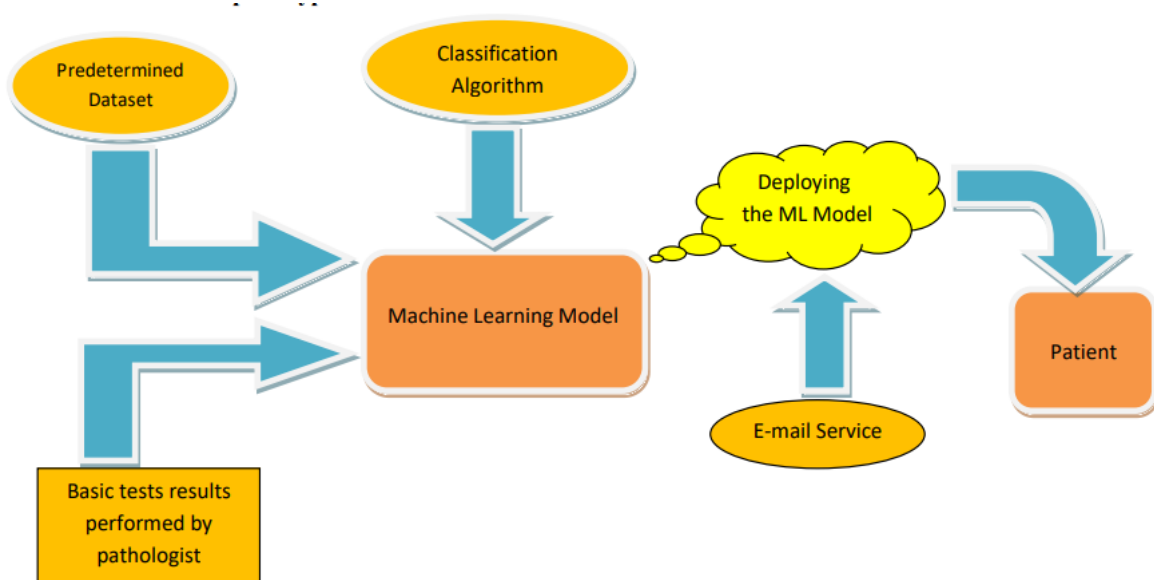 Predetermined
Dataset
Classification
Algorithm
Deploying
the ML Model
Machine Learning Model
Patient
E-mail Service
Basic tests results
performed by
pathologist